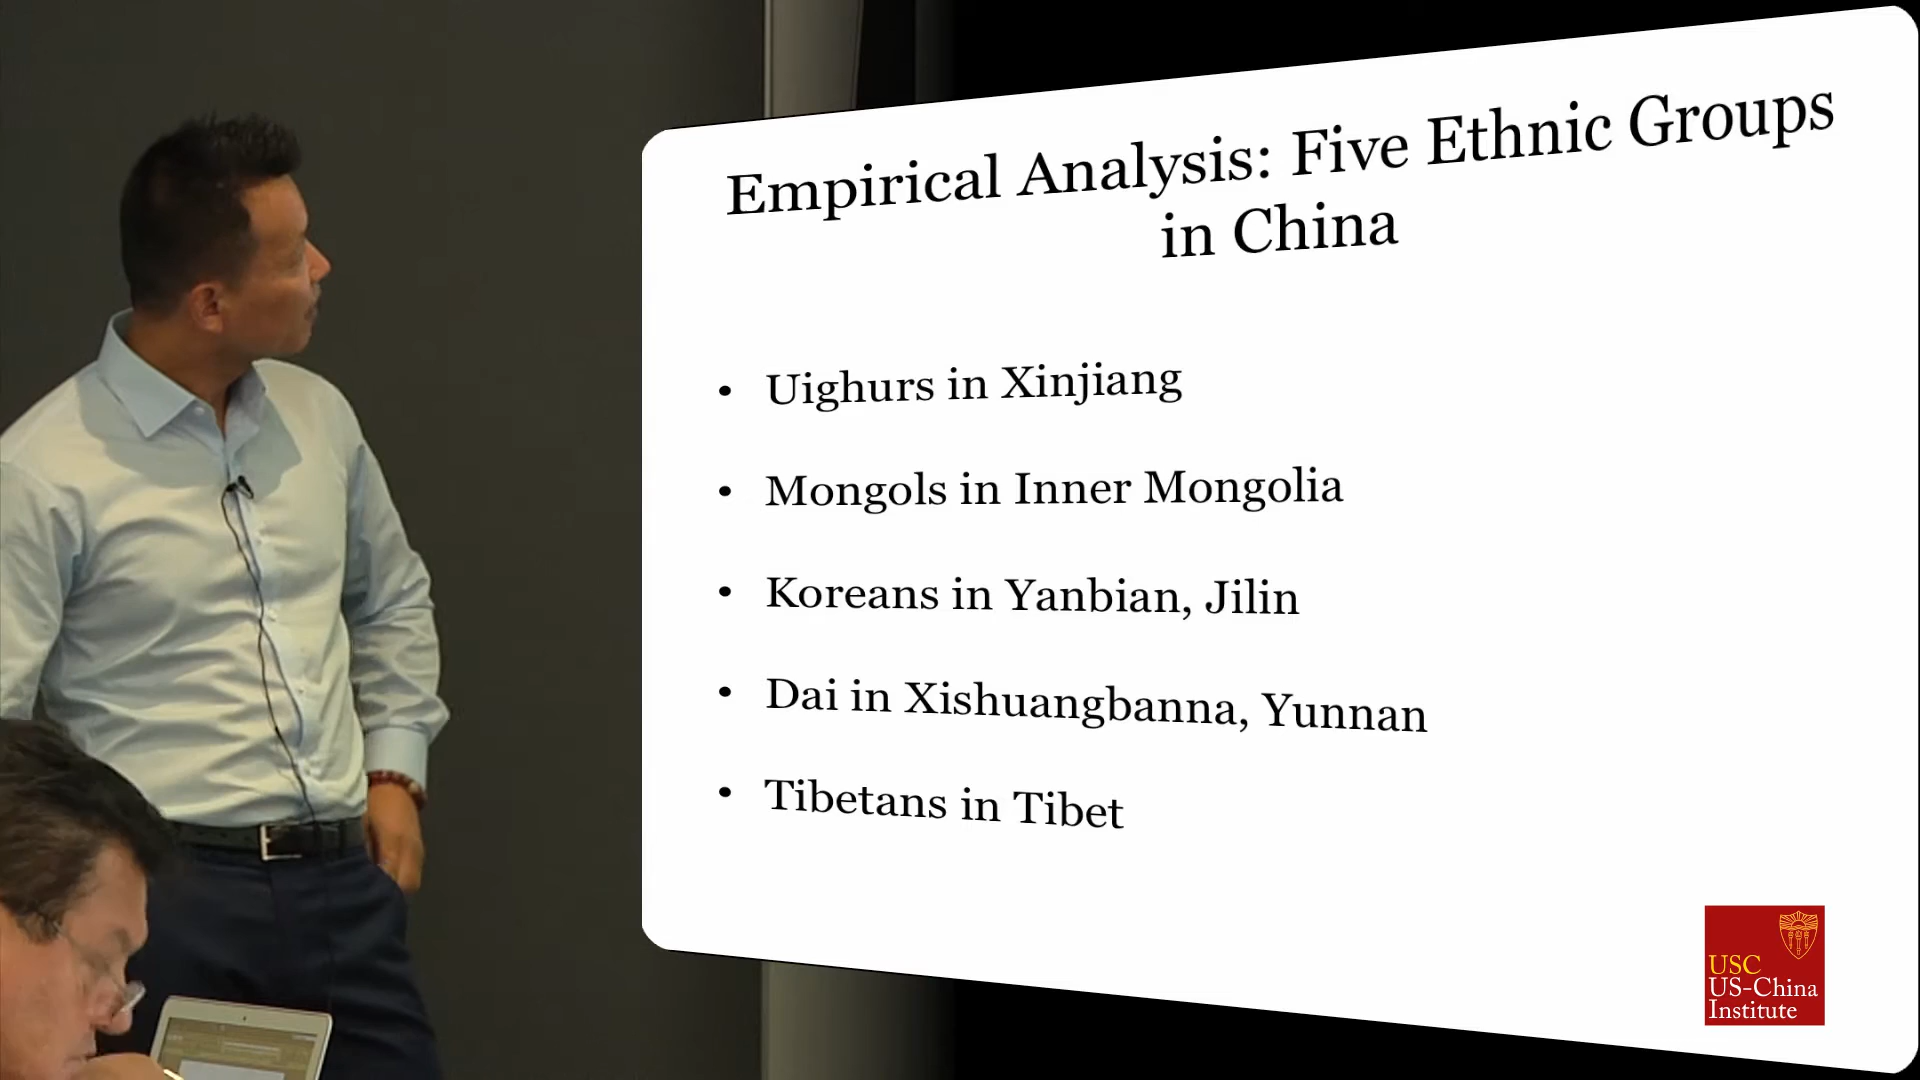 Empirical Analysis: Five Ethnic Groups
in China
• Uighurs in Xinjiang
• Mongols in Inner Mongolia
• Koreans in Yanbian, Jilin
• Dai in Xishuangbanna, Yunnan
• Tibetans in Tibet
USC
US-China
Institute